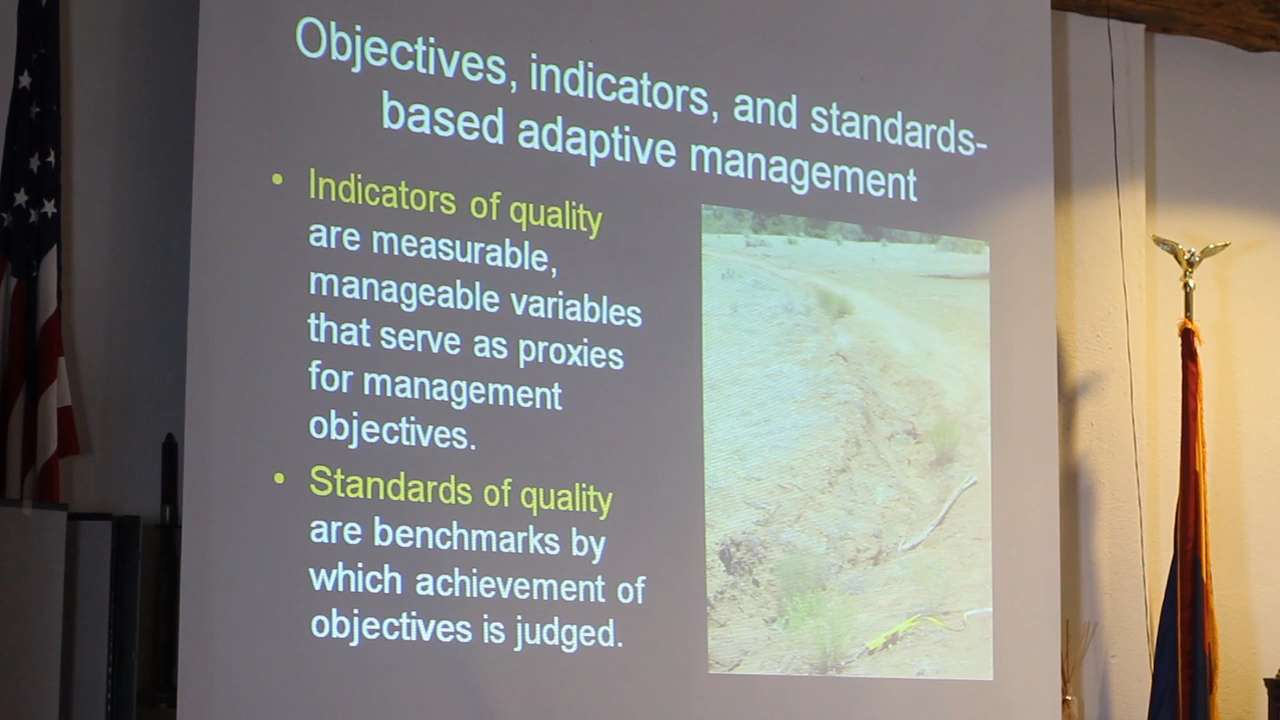 Objectives, indicators, and standards-
based adaptive management
• Indicators of quality
are measurable,
manageable variables
that serve as proxies
for management
objectives.
• Standards of quality
are benchmarks by
which achievement of
objectives is judged.